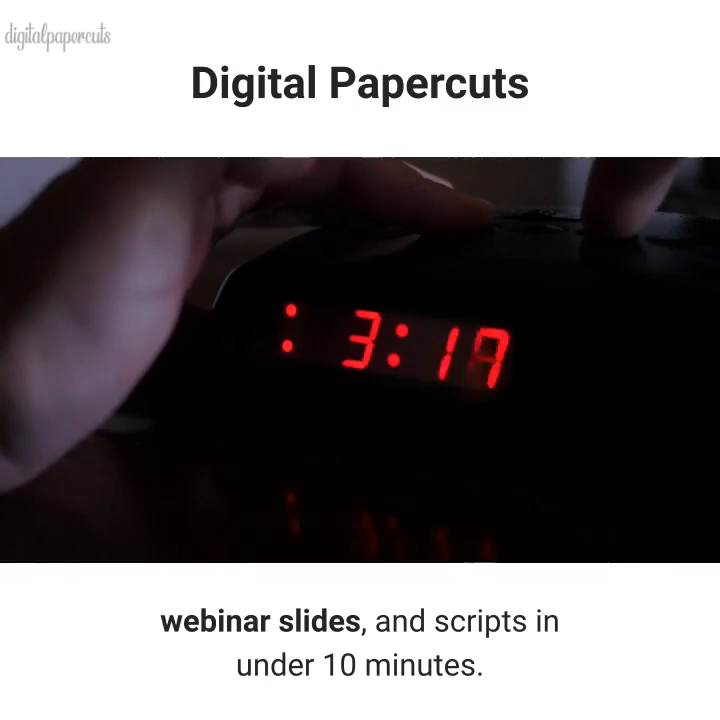 digitalpapercuts
Digital Papercuts
3:17
webinar slides, and scripts in
under 10 minutes.